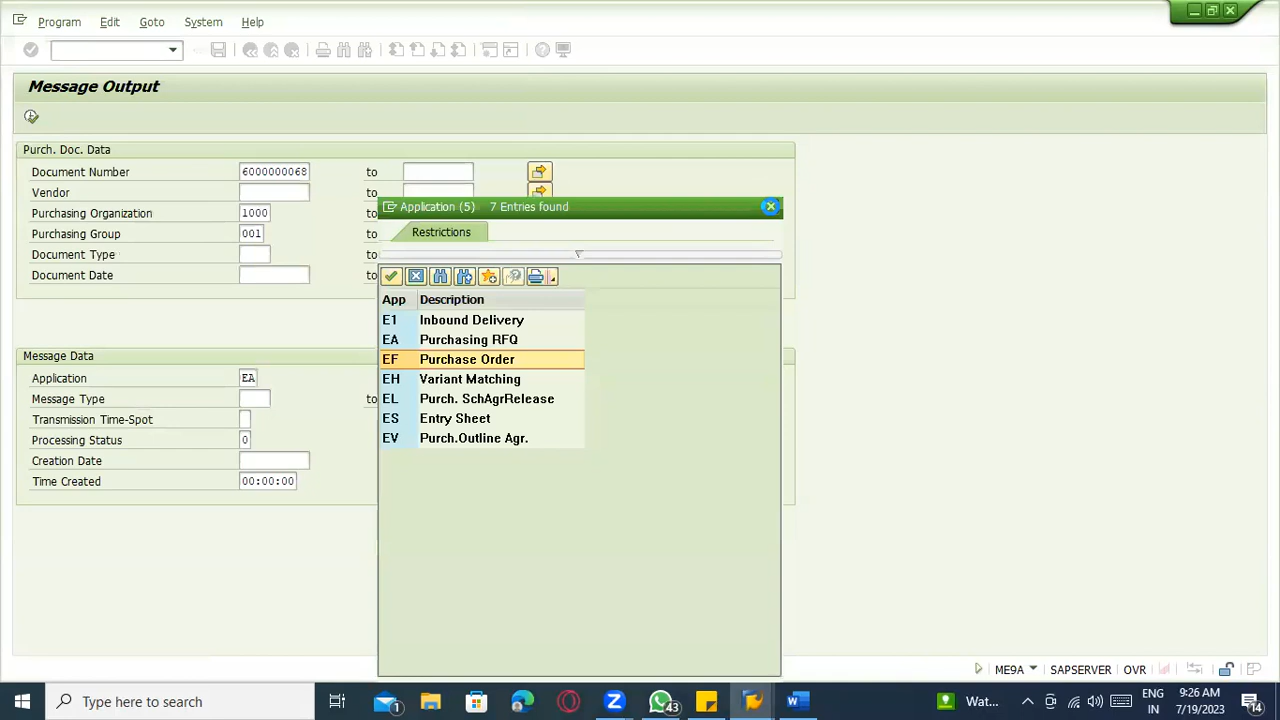 Program Edit Goto System Help
Message Output
Purch. Doc. Data
Document Number 6000000068 to
Vendor to
Purchasing Organization 1000 to
Purchasing Group 001 to
Document Type to
Document Date to
Message Data
Application EA
Message Type to
Transmission Time-Spot
Processing Status 0
Creation Date
Time Created 00:00:00
Application (5) 7 Entries found
Restrictions
App Description
E1 Inbound Delivery
EA Purchasing RFQ
EF Purchase Order
EH Variant Matching
EL Purch. SchAgrRelease
ES Entry Sheet
EV Purch.Outline Agr.
ME9A SAPSERVER OVR
Type here to search
1
43
Wat...
ENG
IN
9:26 AM
7/19/2023
14